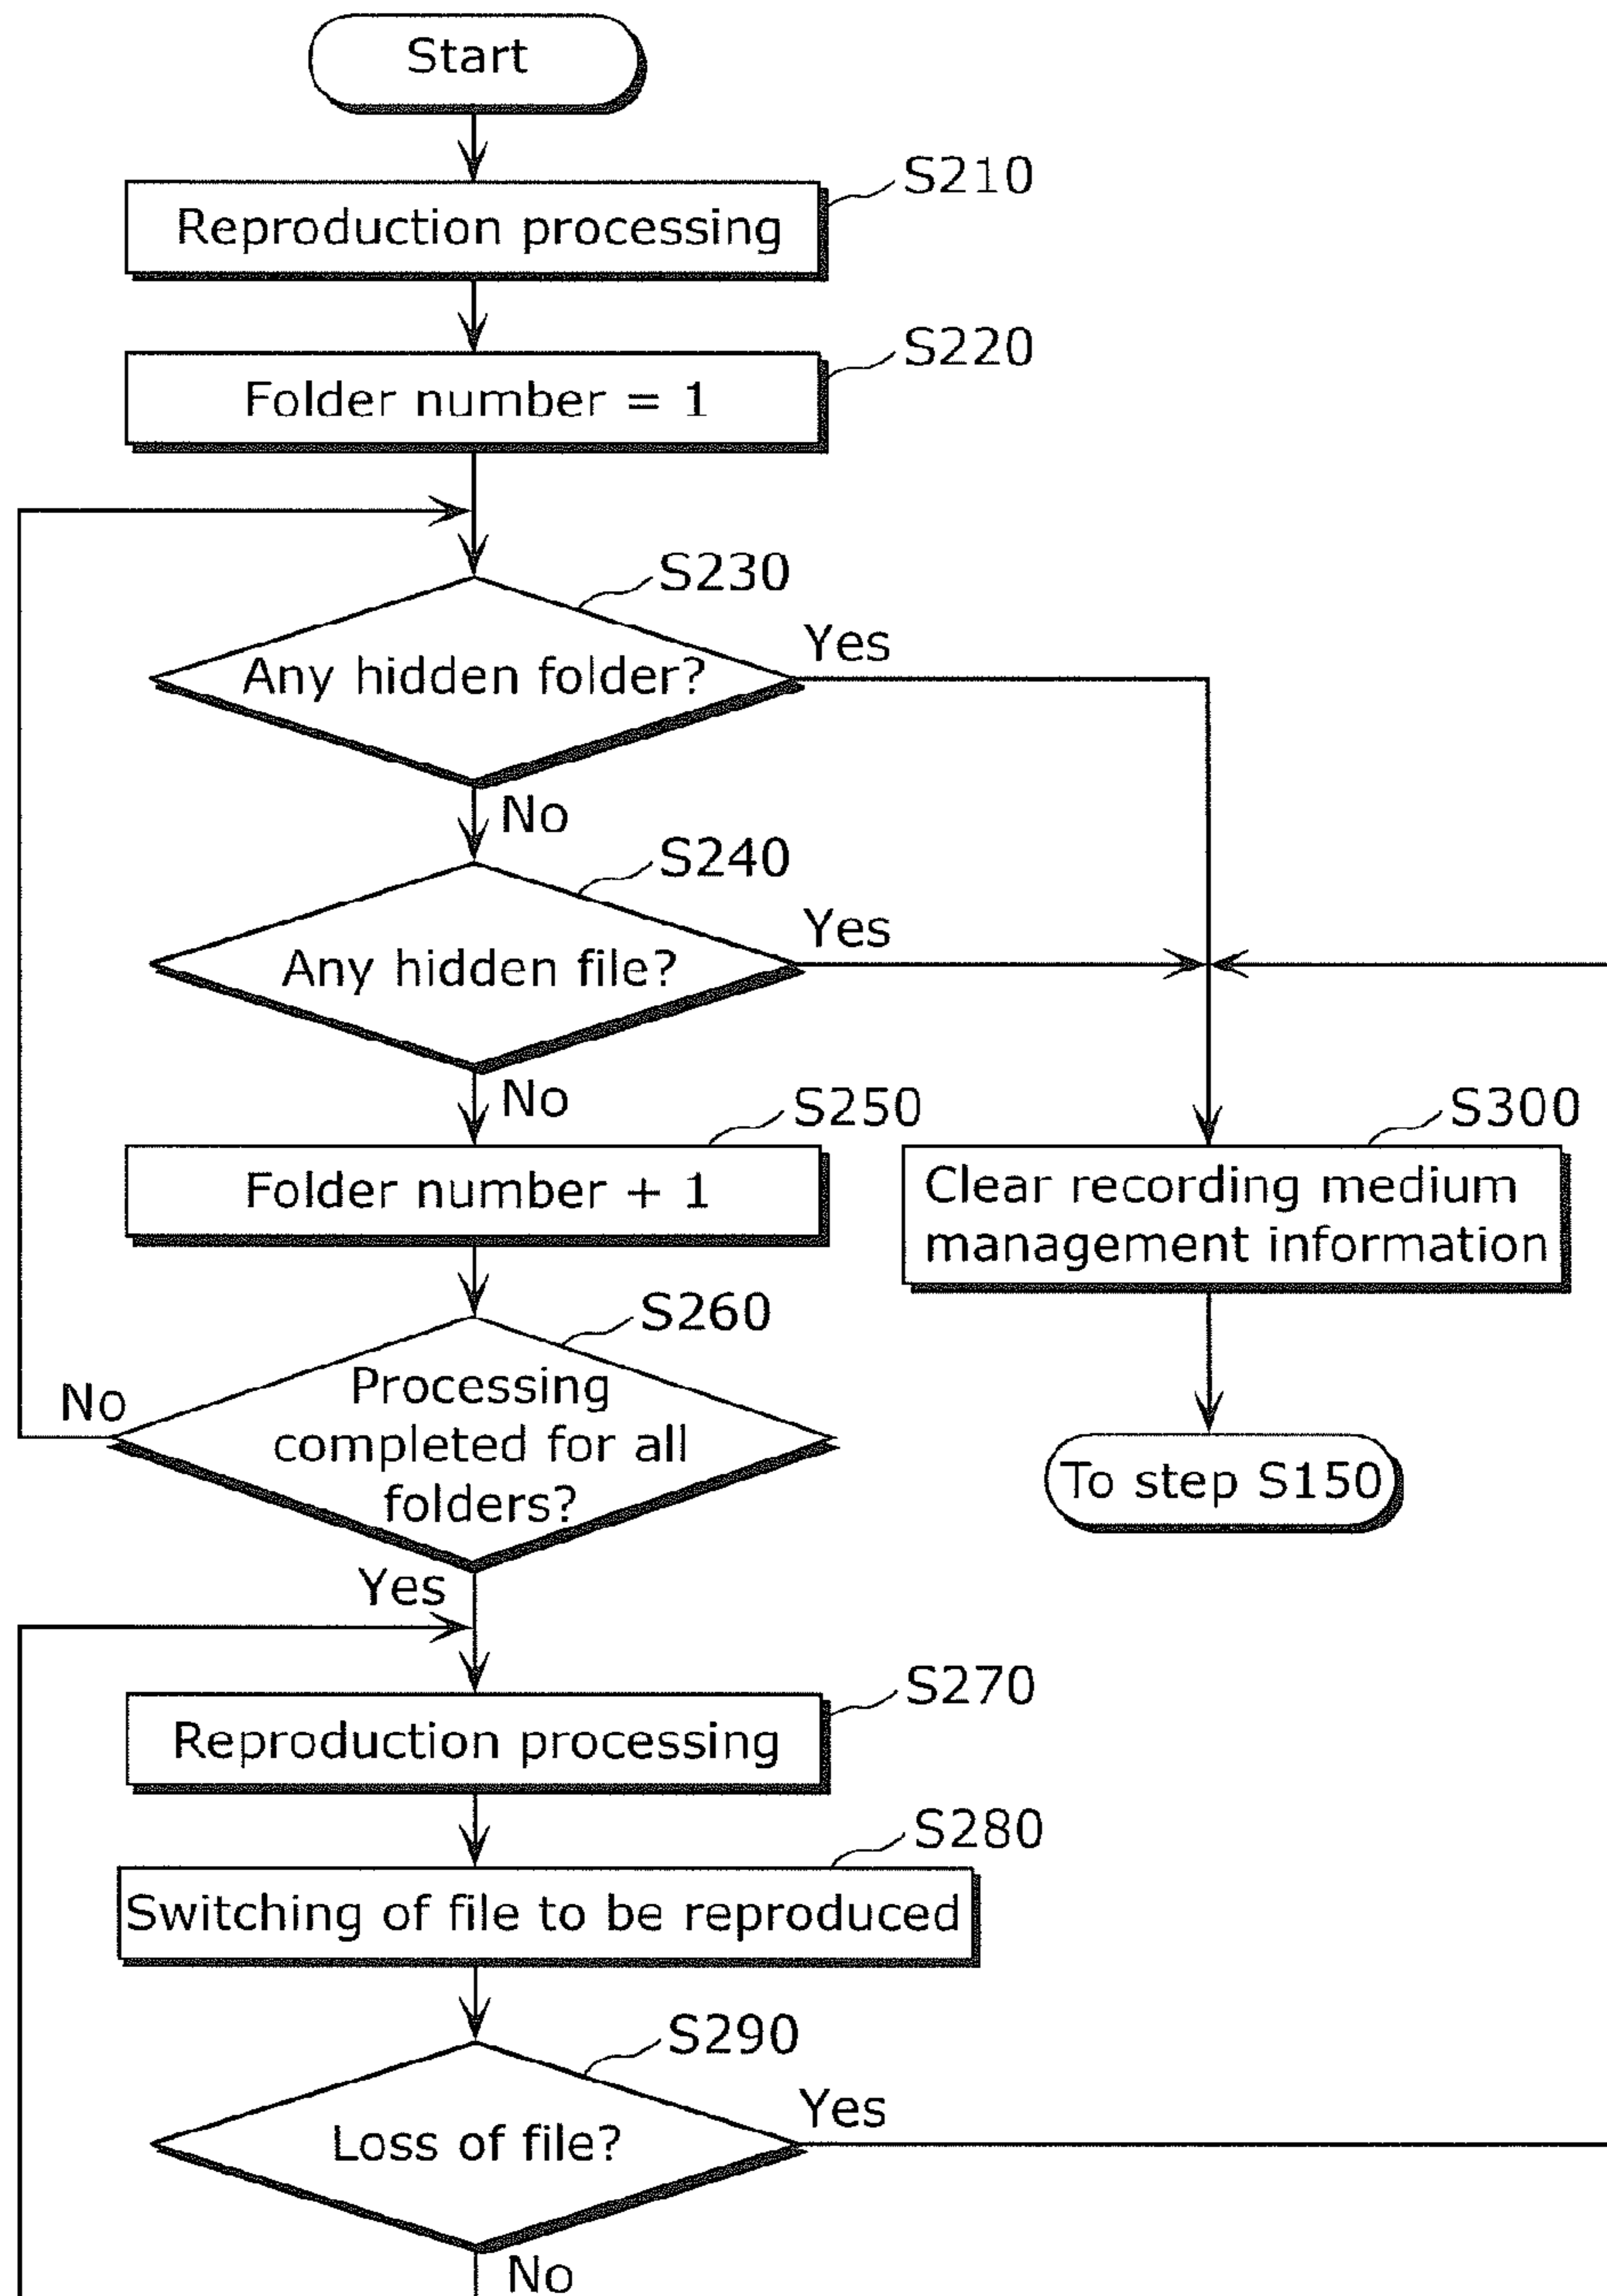 Start
S210
Reproduction processing
S220
Folder number = 1
S230
Any hidden folder?
Yes
No
S240
Any hidden file?
Yes
No
S250
Folder number + 1
S300
Clear recording medium
management information
S260
Processing
completed for all
folders?
No
Yes
To step S150
S270
Reproduction processing
S280
Switching of file to be reproduced
S290
Loss of file?
Yes
No